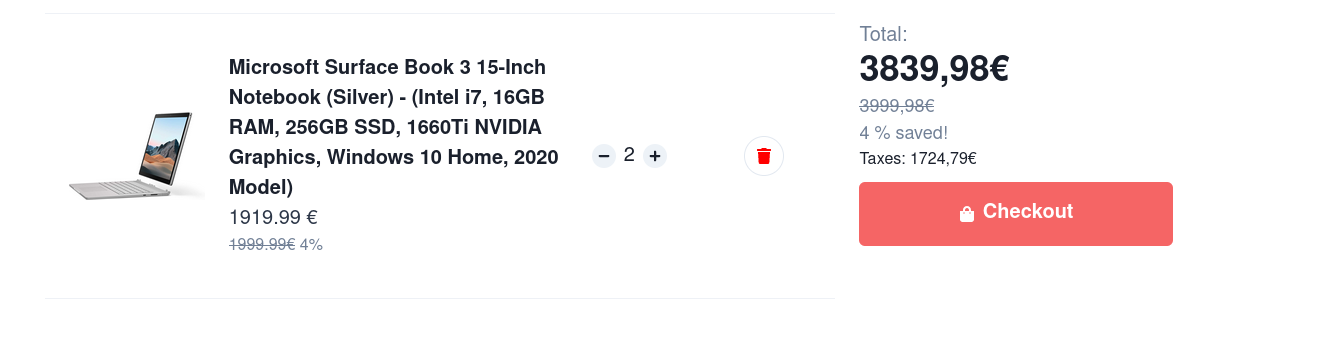 Microsoft Surface Book 3 15-Inch
Notebook (Silver) - (Intel i7, 16GB
RAM, 256GB SSD, 1660Ti NVIDIA
Graphics, Windows 10 Home, 2020
Model)
1919.99 €
1999.99€ 4%
2
Total:
3839,98€
3999,98€
4 % saved!
Taxes: 1724,79€
Checkout